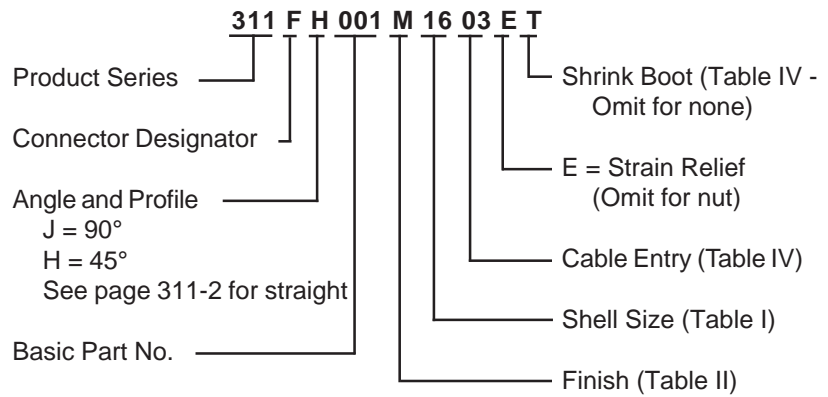 311 F H 001 M 16 03 E T
Product Series
Connector Designator
Angle and Profile
J = 90°
H = 45°
See page 311-2 for straight
Basic Part No.
Shrink Boot (Table IV -
Omit for none)
E = Strain Relief
(Omit for nut)
Cable Entry (Table IV)
Shell Size (Table I)
Finish (Table II)